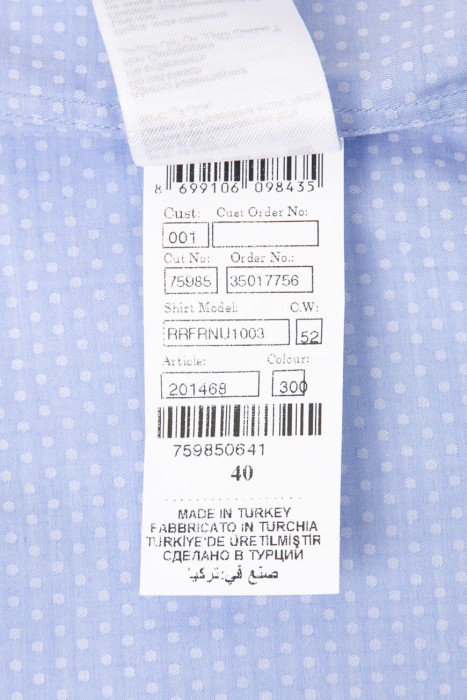 8 699106 098435
Cust: Cust Order No:
001
Cut No: Order No.:
75985 35017756
Shirt Model: C.W:
RRFRNU1003 52
Article: Colour:
201468 300
759850641
40
MADE IN TURKEY
FABBRICATO IN TURCHIA
TÜRKİYE'DE ÜRETİLMİŞTİR
СДЕЛАНО В ТУРЦИИ
صنع في:تركيا